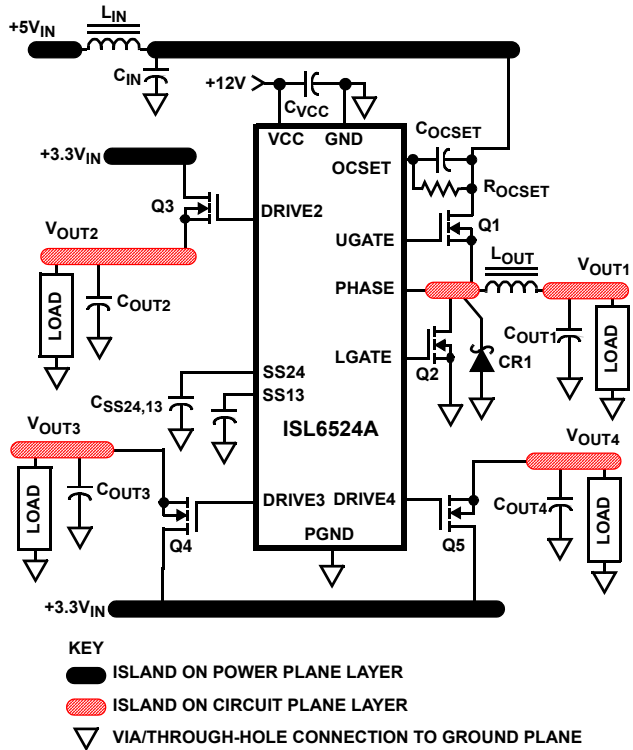 +5VIN
LIN
CIN
+12V
CVCC
VCC
GND
COCSET
OCSET
ROCSET
+3.3VIN
Q3
DRIVE2
UGATE
Q1
VOUT2
LOUT
VOUT1
PHASE
LOAD
COUT2
COUT1
LOAD
LGATE
Q2
CR1
SS24
SS13
CSS24,13
ISL6524A
VOUT3
VOUT4
LOAD
COUT3
DRIVE3
DRIVE4
COUT4
LOAD
Q4
PGND
Q5
+3.3VIN
KEY
ISLAND ON POWER PLANE LAYER
ISLAND ON CIRCUIT PLANE LAYER
VIA/THROUGH-HOLE CONNECTION TO GROUND PLANE